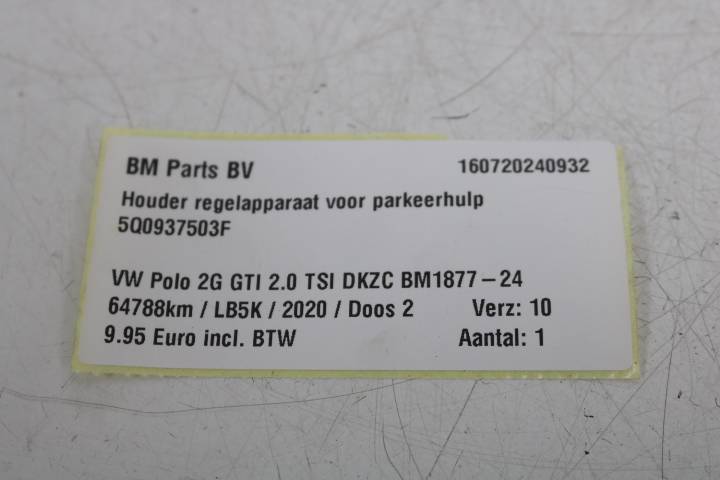 BM Parts BV 160720240932
Houder regelapparaat voor parkeerhulp
5Q0937503F
VW Polo 2G GTI 2.0 TSI DKZC BM1877-24
64788km / LB5K / 2020 / Doos 2 Verz: 10
9.95 Euro incl. BTW Aantal: 1